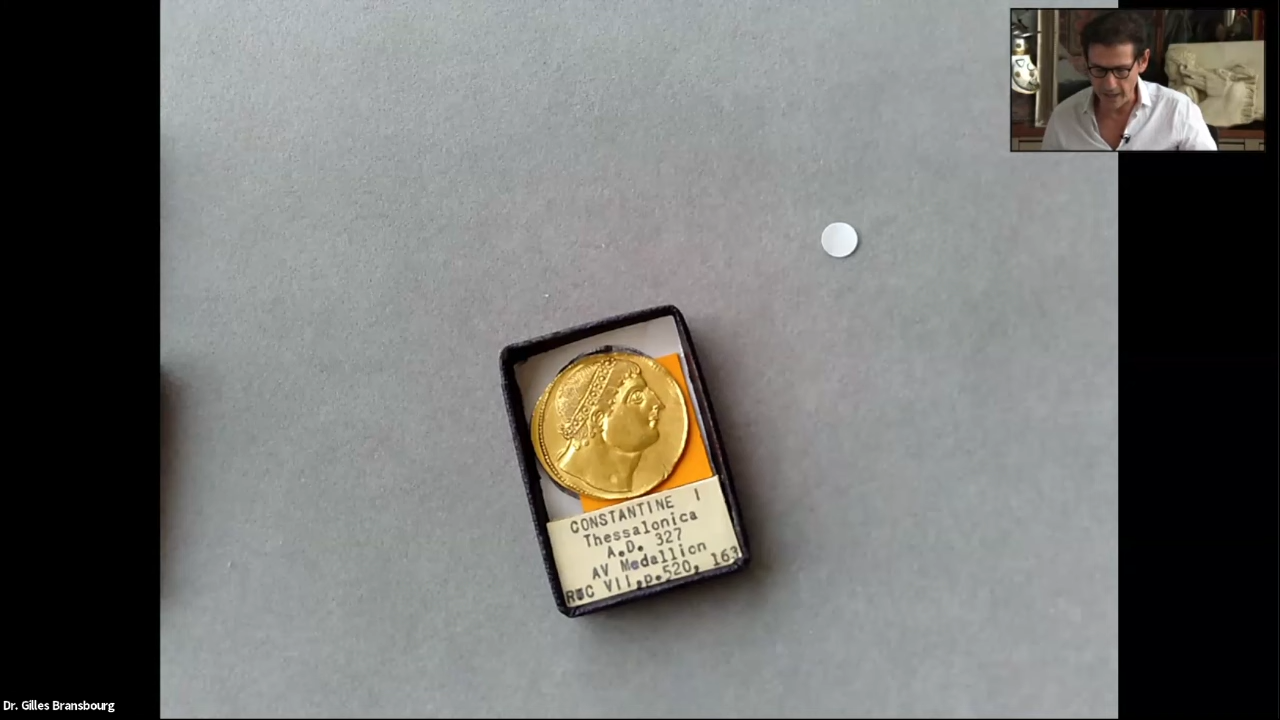 CONSTANTINE I
Thessalonica
A.D. 327
AV Medallion
RIC VII,p.520, 163
Dr. Gilles Bransbourg